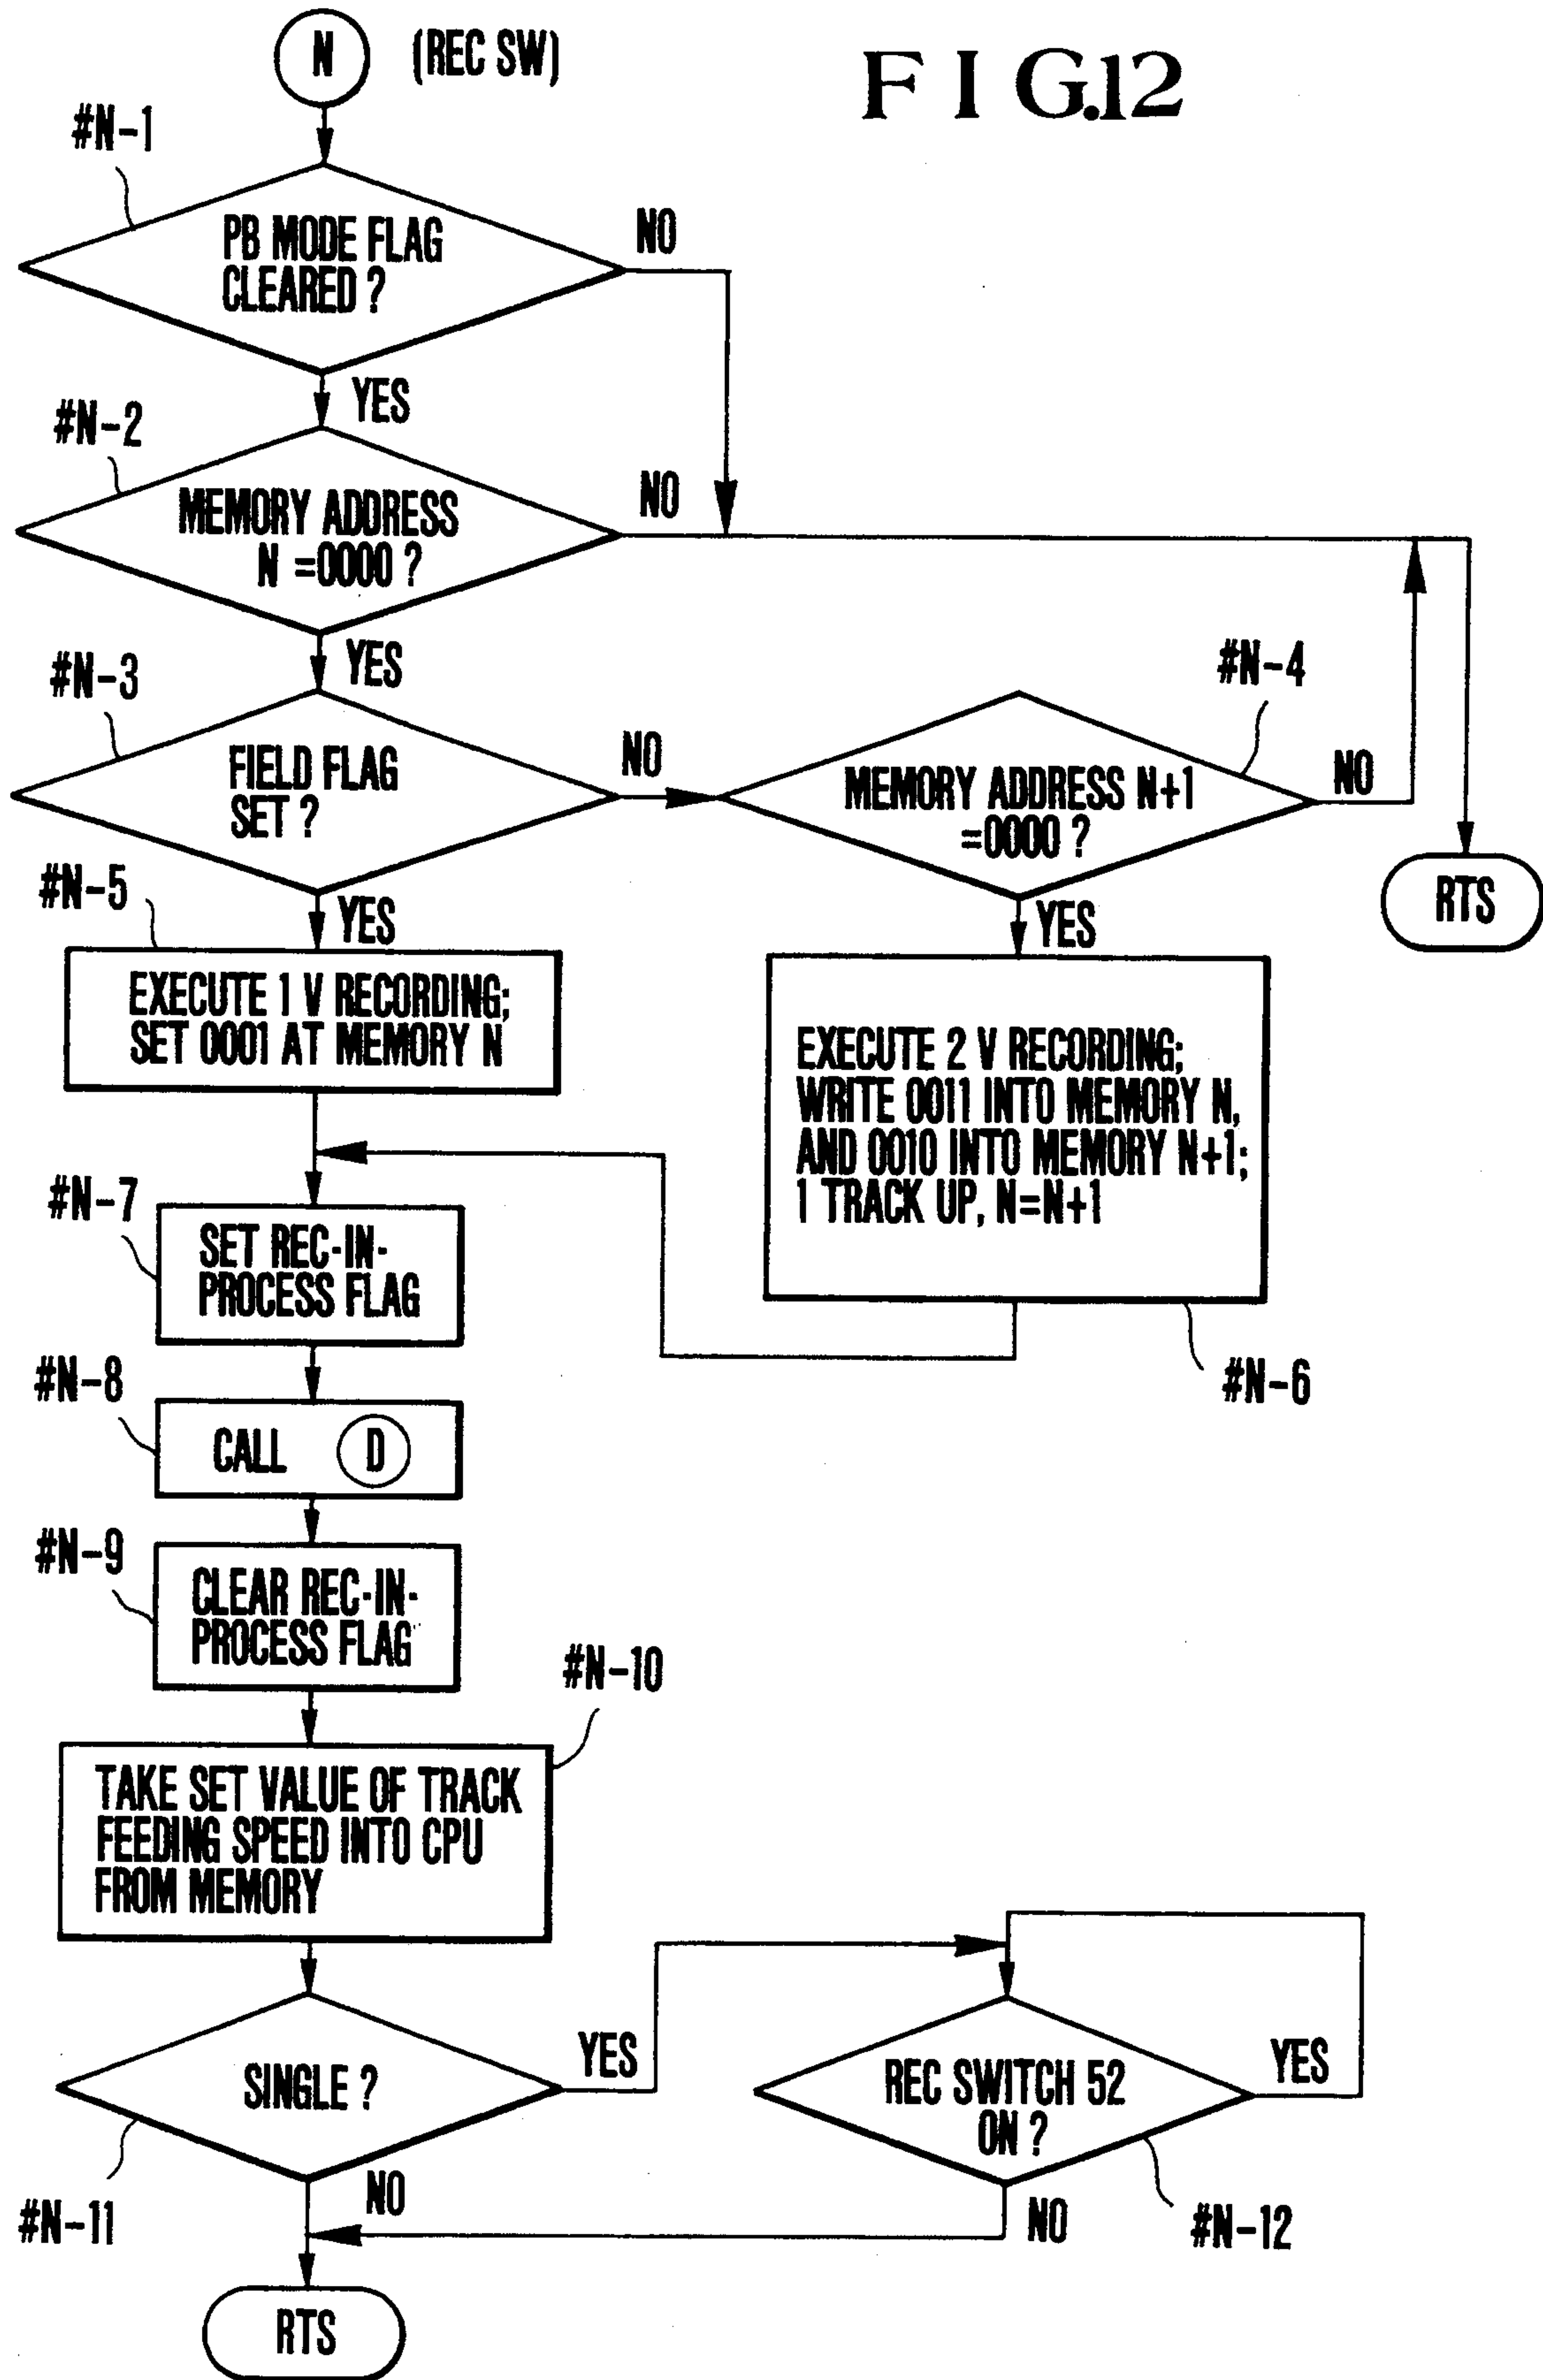 N (REC SW)
FIG.12
#N-1
PB MODE FLAG
CLEARED ?
NO
YES
#N-2
MEMORY ADDRESS
N =0000 ?
NO
YES
#N-3
FIELD FLAG
SET ?
NO
#N-4
MEMORY ADDRESS N+1
=0000 ?
NO
RTS
YES
YES
#N-5
EXECUTE 1 V RECORDING;
SET 0001 AT MEMORY N
EXECUTE 2 V RECORDING;
WRITE 0011 INTO MEMORY N,
AND 0010 INTO MEMORY N+1;
1 TRACK UP, N=N+1
#N-6
#N-7
SET REC-IN-
PROCESS FLAG
#N-8
CALL D
#N-9
CLEAR REC-IN-
PROCESS FLAG
#N-10
TAKE SET VALUE OF TRACK
FEEDING SPEED INTO CPU
FROM MEMORY
SINGLE ?
YES
#N-11
NO
REC SWITCH 52
ON ?
YES
NO
#N-12
RTS